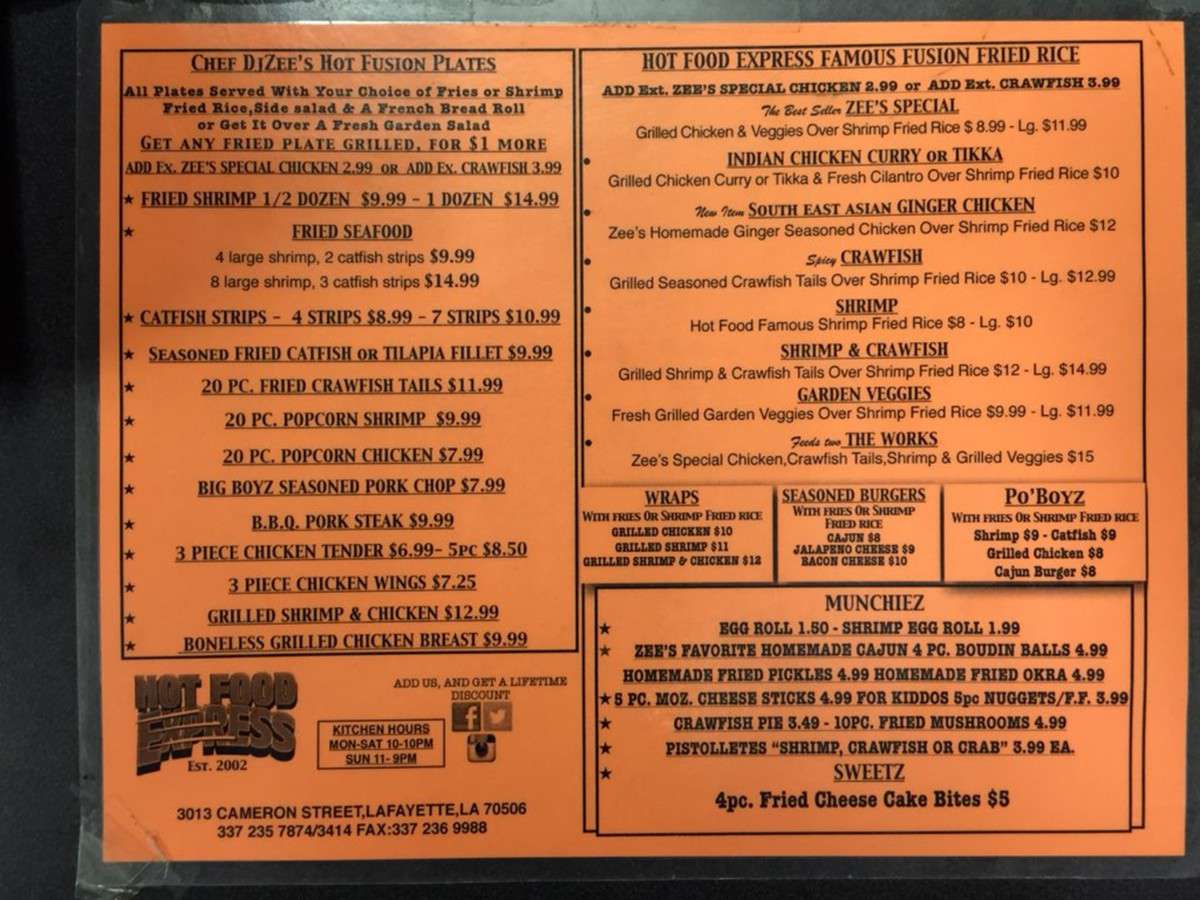 CHEF DJZEE'S HOT FUSION PLATES
All Plates Served With Your Choice of Fries or Shrimp
Fried Rice,Side salad & A French Bread Roll
or Get It Over A Fresh Garden Salad
GET ANY FRIED PLATE GRILLED, FOR $1 MORE
ADD EX. ZEE'S SPECIAL CHICKEN 2.99 OR ADD EX. CRAWFISH 3.99
★ FRIED SHRIMP 1/2 DOZEN $9.99 - 1 DOZEN $14.99
★ FRIED SEAFOOD
4 large shrimp, 2 catfish strips $9.99
8 large shrimp, 3 catfish strips $14.99
★ CATFISH STRIPS - 4 STRIPS $8.99 - 7 STRIPS $10.99
★ SEASONED FRIED CATFISH OR TILAPIA FILLET $9.99
★ 20 PC. FRIED CRAWFISH TAILS $11.99
★ 20 PC. POPCORN SHRIMP $9.99
★ 20 PC. POPCORN CHICKEN $7.99
★ BIG BOYZ SEASONED PORK CHOP $7.99
★ B.B.Q. PORK STEAK $9.99
★ 3 PIECE CHICKEN TENDER $6.99- 5PC $8.50
★ 3 PIECE CHICKEN WINGS $7.25
★ GRILLED SHRIMP & CHICKEN $12.99
★ BONELESS GRILLED CHICKEN BREAST $9.99
HOT FOOD
EXPRESS
EST. 2002
ADD US, AND GET A LIFETIME
DISCOUNT
KITCHEN HOURS
MON-SAT 10-10PM
SUN 11- 9PM
3013 CAMERON STREET,LAFAYETTE,LA 70506
337 235 7874/3414 FAX:337 236 9988
HOT FOOD EXPRESS FAMOUS FUSION FRIED RICE
ADD Ext. ZEE'S SPECIAL CHICKEN 2.99 OR ADD Ext. CRAWFISH 3.99
The Best Seller ZEE'S SPECIAL
Grilled Chicken & Veggies Over Shrimp Fried Rice $ 8.99 - Lg. $11.99
• INDIAN CHICKEN CURRY OR TIKKA
Grilled Chicken Curry or Tikka & Fresh Cilantro Over Shrimp Fried Rice $10
• New Item SOUTH EAST ASIAN GINGER CHICKEN
Zee's Homemade Ginger Seasoned Chicken Over Shrimp Fried Rice $12
• Spicy CRAWFISH
Grilled Seasoned Crawfish Tails Over Shrimp Fried Rice $10 - Lg. $12.99
• SHRIMP
Hot Food Famous Shrimp Fried Rice $8 - Lg. $10
• SHRIMP & CRAWFISH
Grilled Shrimp & Crawfish Tails Over Shrimp Fried Rice $12 - Lg. $14.99
• GARDEN VEGGIES
Fresh Grilled Garden Veggies Over Shrimp Fried Rice $9.99 - Lg. $11.99
• Feeds two THE WORKS
Zee's Special Chicken,Crawfish Tails,Shrimp & Grilled Veggies $15
WRAPS
WITH FRIES OR SHRIMP FRIED RICE
GRILLED CHICKEN $10
GRILLED SHRIMP $11
GRILLED SHRIMP & CHICKEN $12
SEASONED BURGERS
WITH FRIES OR SHRIMP
FRIED RICE
CAJUN $8
JALAPENO CHEESE $9
BACON CHEESE $10
PO'BOYZ
WITH FRIES OR SHRIMP FRIED RICE
Shrimp $9 - Catfish $9
Grilled Chicken $8
Cajun Burger $8
MUNCHIEZ
★ EGG ROLL 1.50 - SHRIMP EGG ROLL 1.99
★ ZEE'S FAVORITE HOMEMADE CAJUN 4 PC. BOUDIN BALLS 4.99
HOMEMADE FRIED PICKLES 4.99 HOMEMADE FRIED OKRA 4.99
★ 5 PC. MOZ. CHEESE STICKS 4.99 FOR KIDDOS 5pc NUGGETS/F.F. 3.99
★ CRAWFISH PIE 3.49 - 10PC. FRIED MUSHROOMS 4.99
★ PISTOLLETES "SHRIMP, CRAWFISH OR CRAB" 3.99 EA.
★ SWEETZ
4pc. Fried Cheese Cake Bites $5